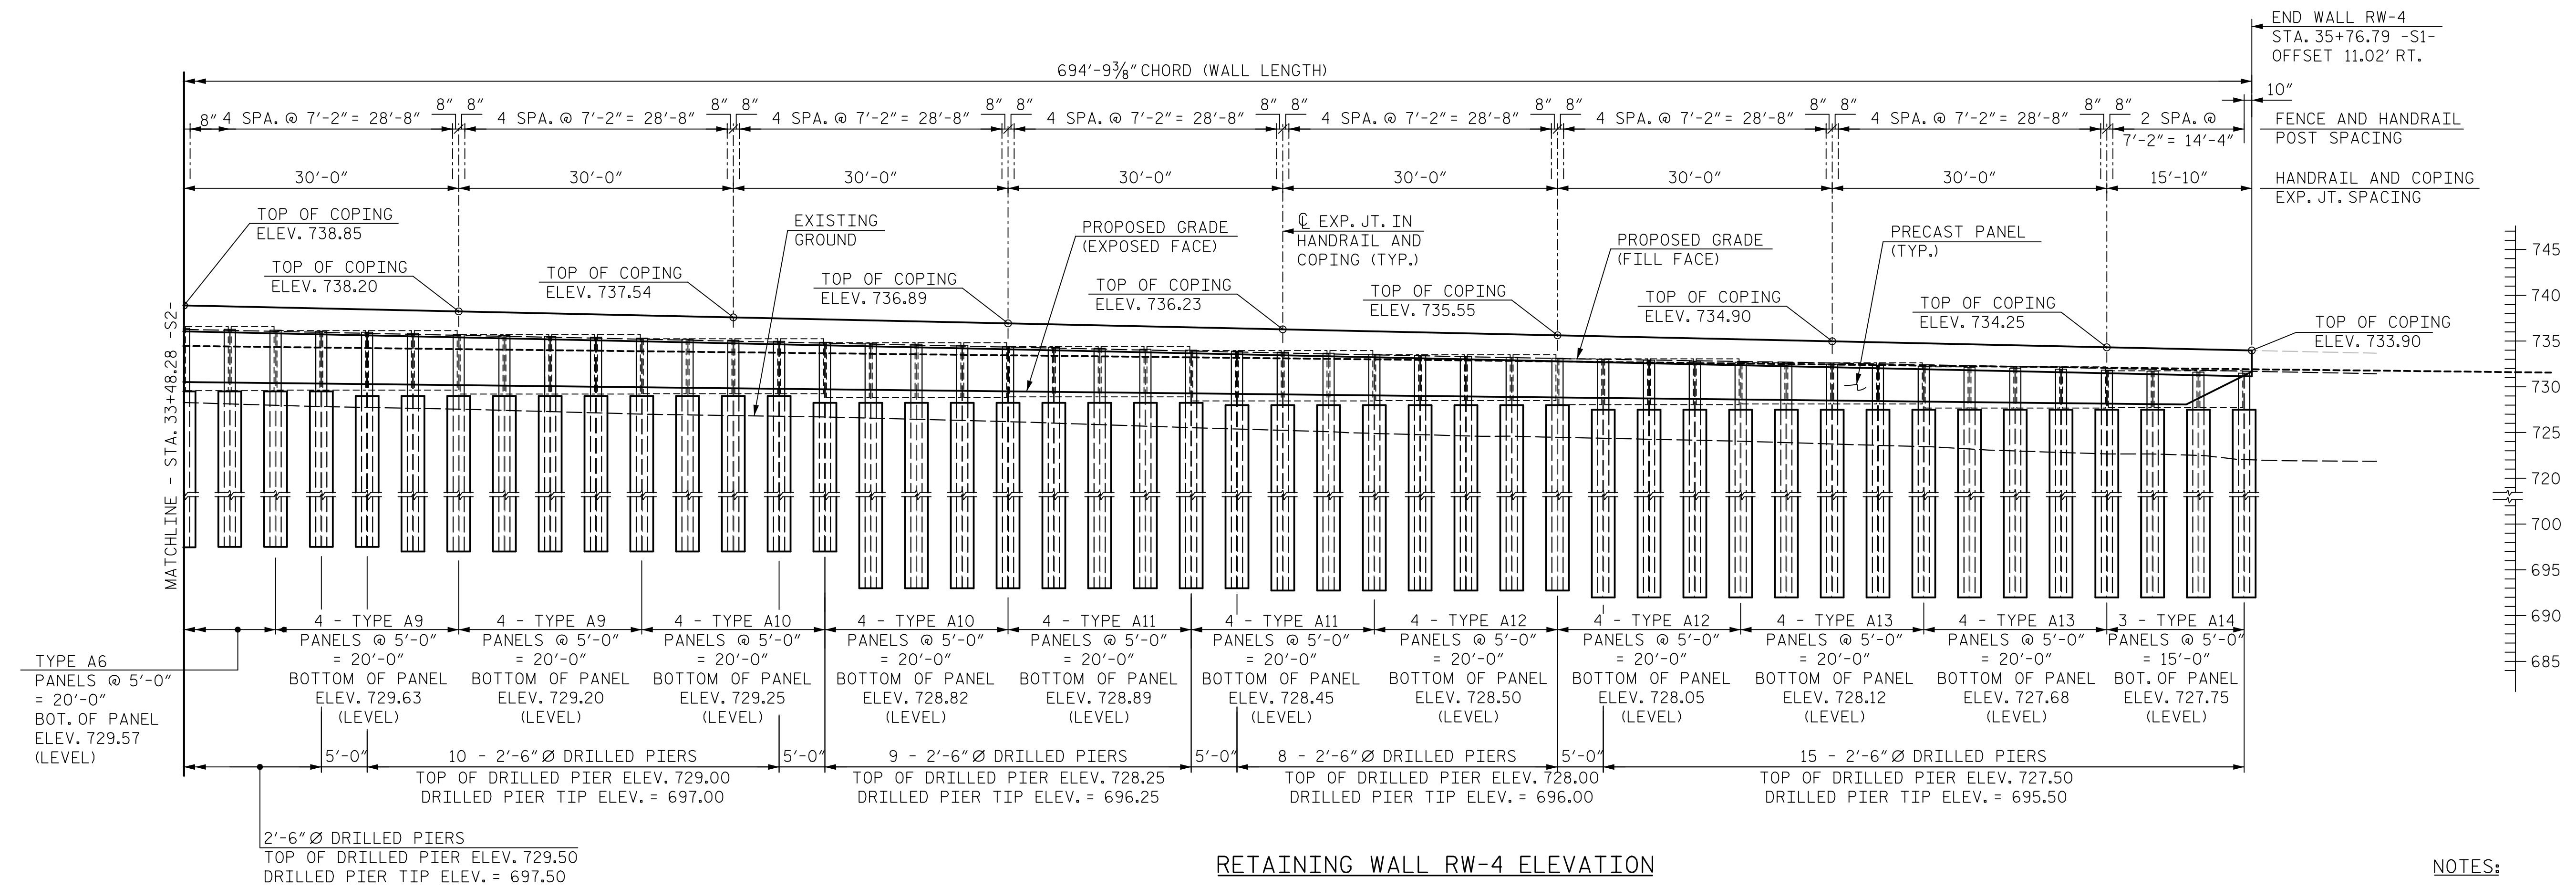 END WALL RW-4
STA. 35+76.79 -S1-
OFFSET 11.02' RT.
694'-9⅜" CHORD (WALL LENGTH)
10"
8" 8" 8" 8" 8" 8" 8" 8" 8" 8" 8" 8" 8" 8"
8" 4 SPA. @ 7'-2" = 28'-8" 4 SPA. @ 7'-2" = 28'-8" 4 SPA. @ 7'-2" = 28'-8" 4 SPA. @ 7'-2" = 28'-8" 4 SPA. @ 7'-2" = 28'-8" 4 SPA. @ 7'-2" = 28'-8" 4 SPA. @ 7'-2" = 28'-8" 2 SPA. @
7'-2" = 14'-4"
FENCE AND HANDRAIL
POST SPACING
30'-0" 30'-0" 30'-0" 30'-0" 30'-0" 30'-0" 30'-0" 15'-10"
HANDRAIL AND COPING
EXP. JT. SPACING
TOP OF COPING
ELEV. 738.85
TOP OF COPING
ELEV. 738.20
TOP OF COPING
ELEV. 737.54
EXISTING
GROUND
TOP OF COPING
ELEV. 736.89
PROPOSED GRADE
(EXPOSED FACE)
TOP OF COPING
ELEV. 736.23
℄ EXP. JT. IN
HANDRAIL AND
COPING (TYP.)
TOP OF COPING
ELEV. 735.55
PROPOSED GRADE
(FILL FACE)
TOP OF COPING
ELEV. 734.90
PRECAST PANEL
(TYP.)
TOP OF COPING
ELEV. 734.25
TOP OF COPING
ELEV. 733.90
745
740
735
730
725
720
700
695
690
685
MATCHLINE - STA. 33+48.28 -S2-
TYPE A6
PANELS @ 5'-0"
= 20'-0"
BOT. OF PANEL
ELEV. 729.57
(LEVEL)
4 - TYPE A9
PANELS @ 5'-0"
= 20'-0"
BOTTOM OF PANEL
ELEV. 729.63
(LEVEL)
4 - TYPE A9
PANELS @ 5'-0"
= 20'-0"
BOTTOM OF PANEL
ELEV. 729.20
(LEVEL)
4 - TYPE A10
PANELS @ 5'-0"
= 20'-0"
BOTTOM OF PANEL
ELEV. 729.25
(LEVEL)
4 - TYPE A10
PANELS @ 5'-0"
= 20'-0"
BOTTOM OF PANEL
ELEV. 728.82
(LEVEL)
4 - TYPE A11
PANELS @ 5'-0"
= 20'-0"
BOTTOM OF PANEL
ELEV. 728.89
(LEVEL)
4 - TYPE A11
PANELS @ 5'-0"
= 20'-0"
BOTTOM OF PANEL
ELEV. 728.45
(LEVEL)
4 - TYPE A12
PANELS @ 5'-0"
= 20'-0"
BOTTOM OF PANEL
ELEV. 728.50
(LEVEL)
4 - TYPE A12
PANELS @ 5'-0"
= 20'-0"
BOTTOM OF PANEL
ELEV. 728.05
(LEVEL)
4 - TYPE A13
PANELS @ 5'-0"
= 20'-0"
BOTTOM OF PANEL
ELEV. 728.12
(LEVEL)
4 - TYPE A13
PANELS @ 5'-0"
= 20'-0"
BOTTOM OF PANEL
ELEV. 727.68
(LEVEL)
3 - TYPE A14
PANELS @ 5'-0"
= 15'-0"
BOT. OF PANEL
ELEV. 727.75
(LEVEL)
5'-0"
10 - 2'-6" Ø DRILLED PIERS
TOP OF DRILLED PIER ELEV. 729.00
DRILLED PIER TIP ELEV. = 697.00
5'-0"
9 - 2'-6" Ø DRILLED PIERS
TOP OF DRILLED PIER ELEV. 728.25
DRILLED PIER TIP ELEV. = 696.25
5'-0"
8 - 2'-6" Ø DRILLED PIERS
TOP OF DRILLED PIER ELEV. 728.00
DRILLED PIER TIP ELEV. = 696.00
5'-0"
15 - 2'-6" Ø DRILLED PIERS
TOP OF DRILLED PIER ELEV. 727.50
DRILLED PIER TIP ELEV. = 695.50
2'-6" Ø DRILLED PIERS
TOP OF DRILLED PIER ELEV. 729.50
DRILLED PIER TIP ELEV. = 697.50
RETAINING WALL RW-4 ELEVATION
NOTES: